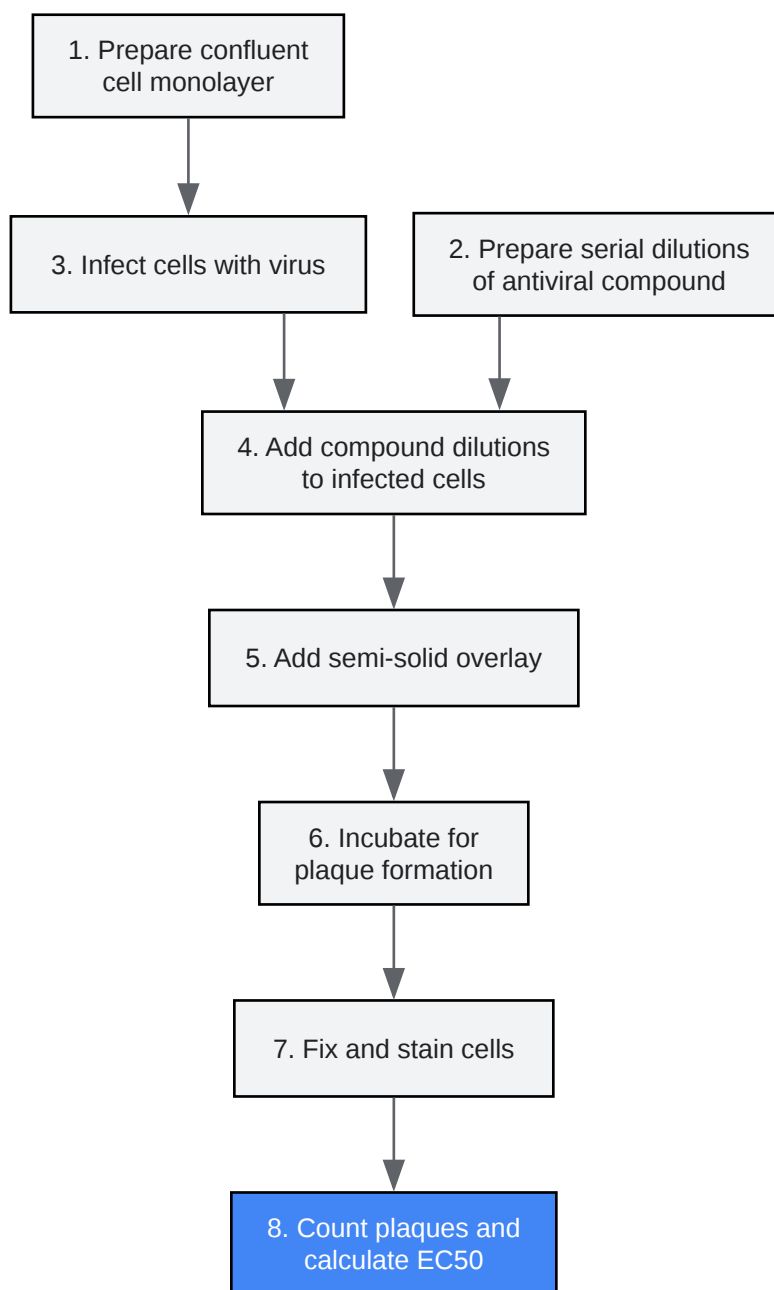 1. Prepare confluent
cell monolayer
3. Infect cells with virus
2. Prepare serial dilutions
of antiviral compound
4. Add compound dilutions
to infected cells
5. Add semi-solid overlay
6. Incubate for
plaque formation
7. Fix and stain cells
8. Count plaques and
calculate EC50